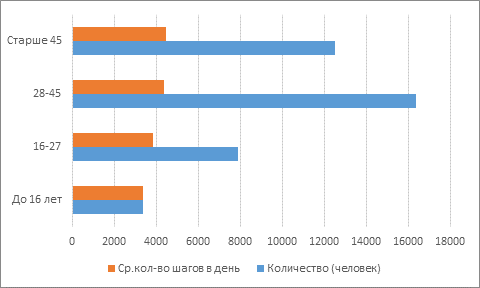 Старше 45
28-45
16-27
До 16 лет
0 2000 4000 6000 8000 10000 12000 14000 16000 18000
Ср.кол-во шагов в день Количество (человек)